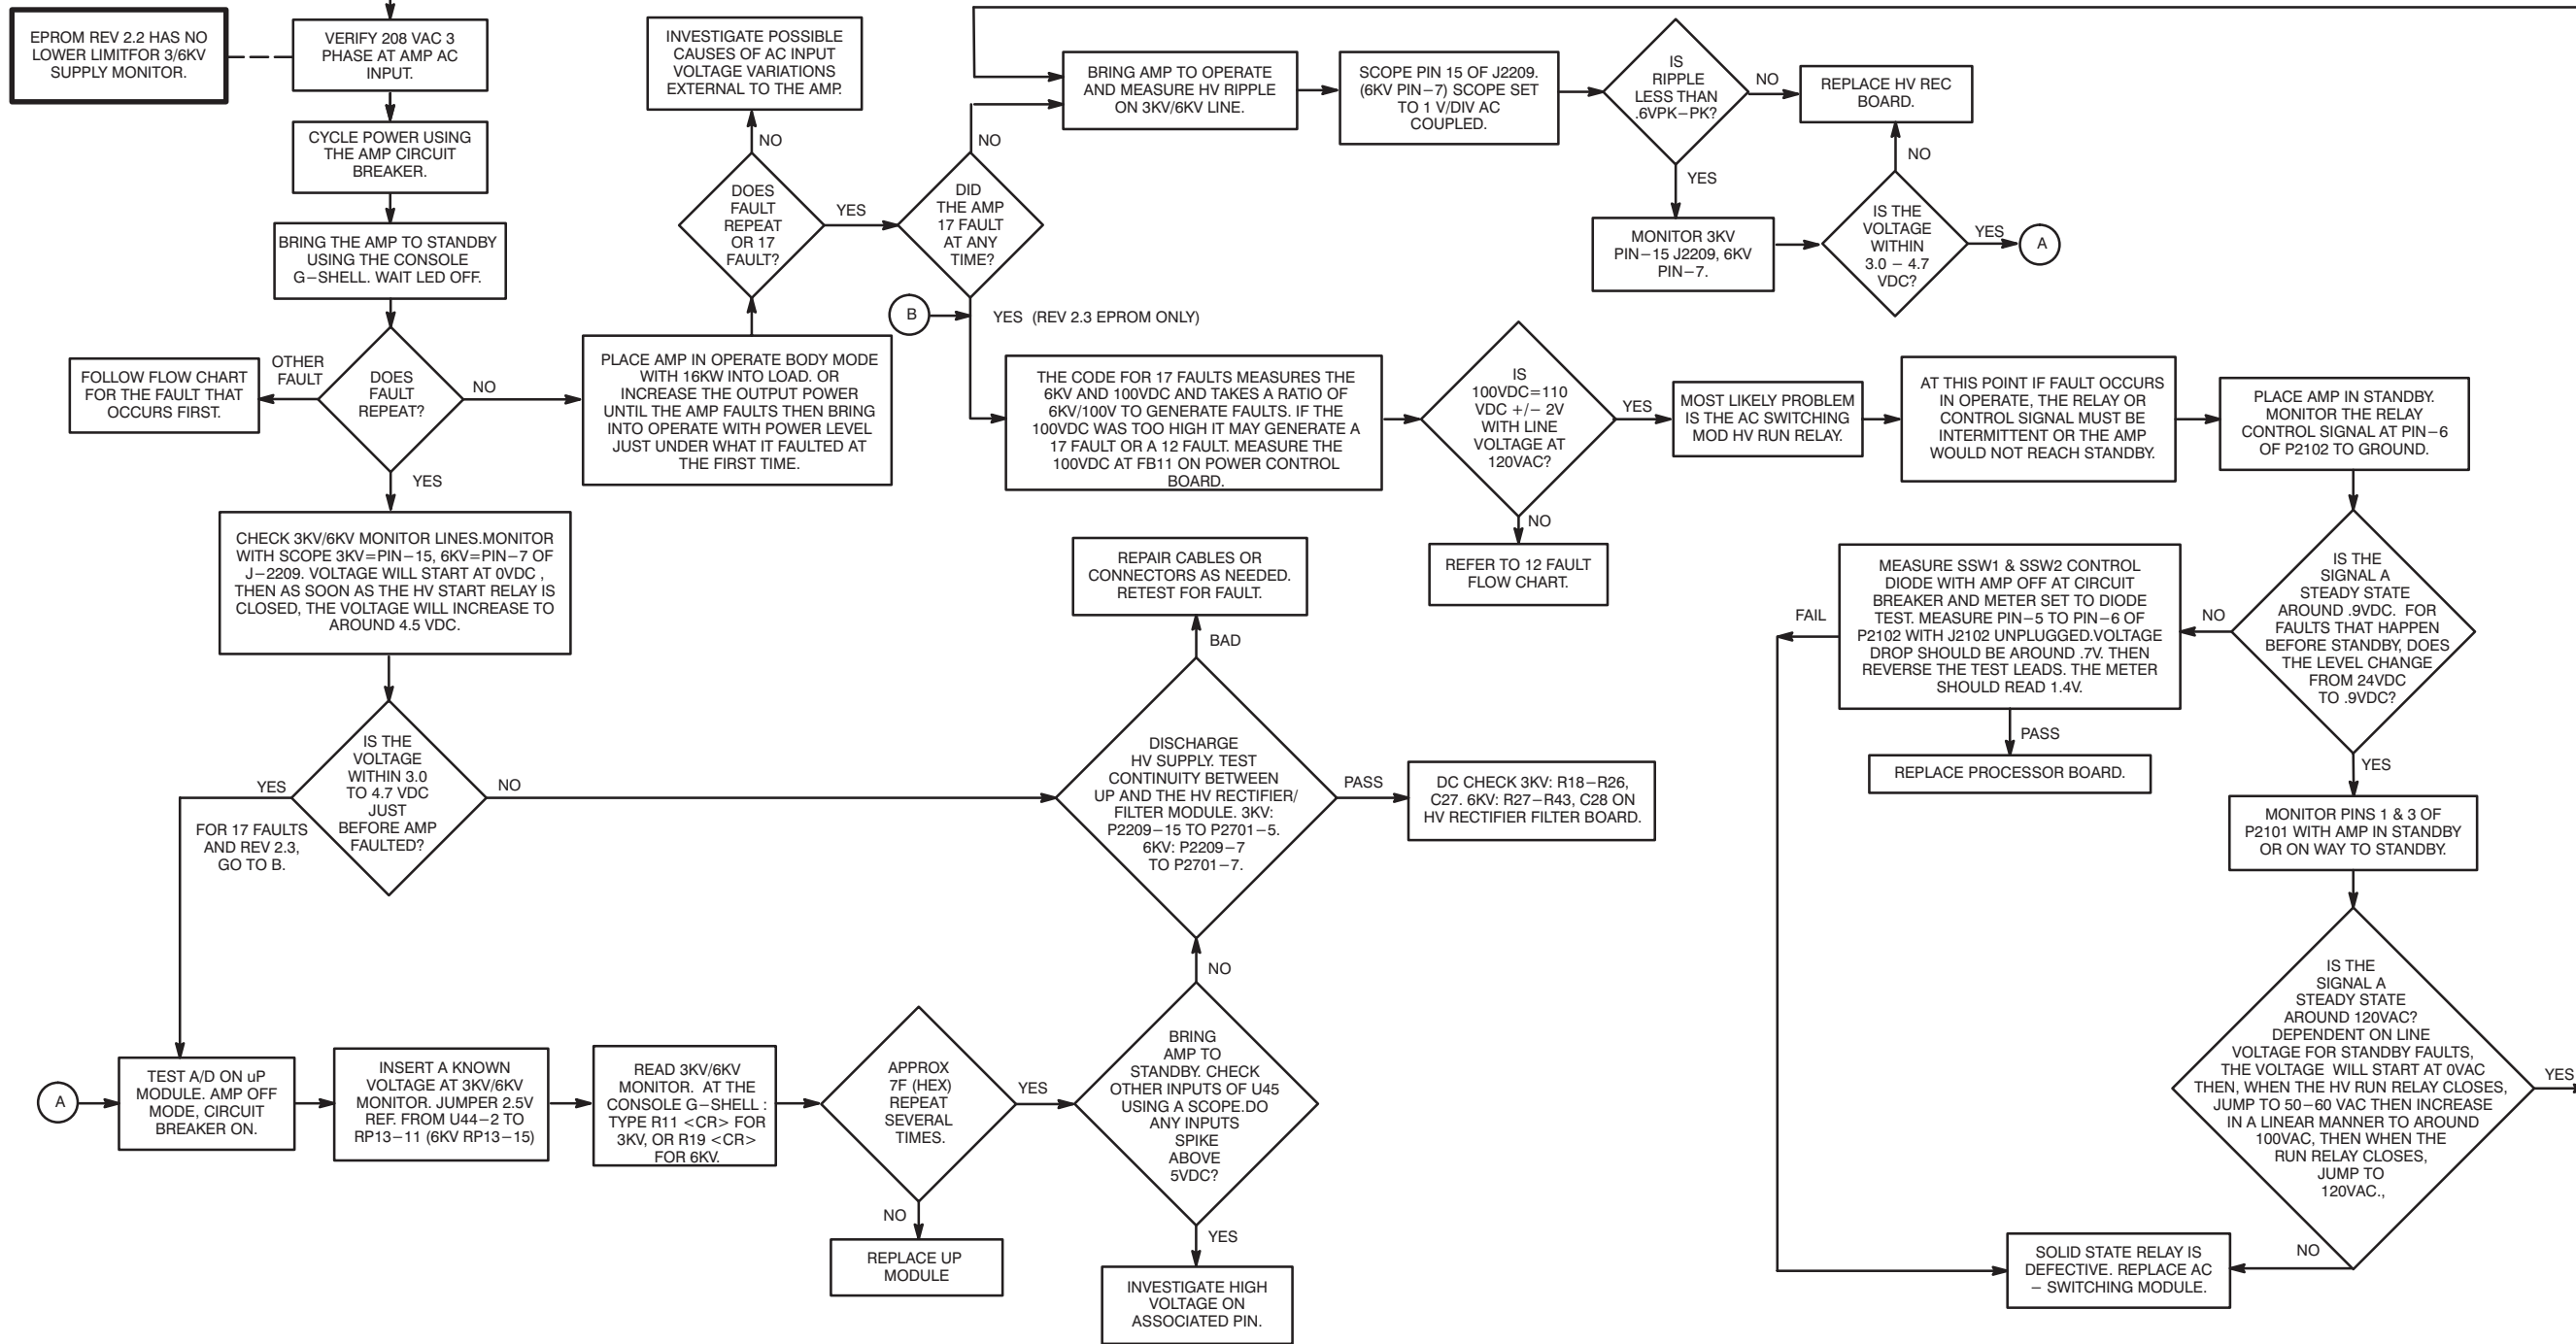 EPROM REV 2.2 HAS NO
LOWER LIMITFOR 3/6KV
SUPPLY MONITOR.
VERIFY 208 VAC 3
PHASE AT AMP AC
INPUT.
CYCLE POWER USING
THE AMP CIRCUIT
BREAKER.
BRING THE AMP TO STANDBY
USING THE CONSOLE
G–SHELL. WAIT LED OFF.
DOES
FAULT
REPEAT?
OTHER
FAULT
FOLLOW FLOW CHART
FOR THE FAULT THAT
OCCURS FIRST.
NO
YES
PLACE AMP IN OPERATE BODY MODE
WITH 16KW INTO LOAD. OR
INCREASE THE OUTPUT POWER
UNTIL THE AMP FAULTS THEN BRING
INTO OPERATE WITH POWER LEVEL
JUST UNDER WHAT IT FAULTED AT
THE FIRST TIME.
DOES
FAULT
REPEAT
OR 17
FAULT?
NO
INVESTIGATE POSSIBLE
CAUSES OF AC INPUT
VOLTAGE VARIATIONS
EXTERNAL TO THE AMP.
YES
DID
THE AMP
17 FAULT
AT ANY
TIME?
NO
BRING AMP TO OPERATE
AND MEASURE HV RIPPLE
ON 3KV/6KV LINE.
SCOPE PIN 15 OF J2209.
(6KV PIN–7) SCOPE SET
TO 1 V/DIV AC
COUPLED.
IS
RIPPLE
LESS THAN
.6VPK–PK?
NO
REPLACE HV REC
BOARD.
YES
MONITOR 3KV
PIN–15 J2209, 6KV
PIN–7.
IS THE
VOLTAGE
WITHIN
3.0 – 4.7
VDC?
NO
YES
A
B
YES (REV 2.3 EPROM ONLY)
THE CODE FOR 17 FAULTS MEASURES THE
6KV AND 100VDC AND TAKES A RATIO OF
6KV/100V TO GENERATE FAULTS. IF THE
100VDC WAS TOO HIGH IT MAY GENERATE A
17 FAULT OR A 12 FAULT. MEASURE THE
100VDC AT FB11 ON POWER CONTROL
BOARD.
IS
100VDC=110
VDC +/– 2V
WITH LINE
VOLTAGE AT
120VAC?
NO
REFER TO 12 FAULT
FLOW CHART.
YES
MOST LIKELY PROBLEM
IS THE AC SWITCHING
MOD HV RUN RELAY.
AT THIS POINT IF FAULT OCCURS
IN OPERATE, THE RELAY OR
CONTROL SIGNAL MUST BE
INTERMITTENT OR THE AMP
WOULD NOT REACH STANDBY.
PLACE AMP IN STANDBY.
MONITOR THE RELAY
CONTROL SIGNAL AT PIN–6
OF P2102 TO GROUND.
IS THE
SIGNAL A
STEADY STATE
AROUND .9VDC. FOR
FAULTS THAT HAPPEN
BEFORE STANDBY, DOES
THE LEVEL CHANGE
FROM 24VDC
TO .9VDC?
NO
MEASURE SSW1 & SSW2 CONTROL
DIODE WITH AMP OFF AT CIRCUIT
BREAKER AND METER SET TO DIODE
TEST. MEASURE PIN–5 TO PIN–6 OF
P2102 WITH J2102 UNPLUGGED.VOLTAGE
DROP SHOULD BE AROUND .7V. THEN
REVERSE THE TEST LEADS. THE METER
SHOULD READ 1.4V.
FAIL
PASS
REPLACE PROCESSOR BOARD.
YES
MONITOR PINS 1 & 3 OF
P2101 WITH AMP IN STANDBY
OR ON WAY TO STANDBY.
IS THE
SIGNAL A
STEADY STATE
AROUND 120VAC?
DEPENDENT ON LINE
VOLTAGE FOR STANDBY FAULTS,
THE VOLTAGE WILL START AT 0VAC
THEN, WHEN THE HV RUN RELAY CLOSES,
JUMP TO 50–60 VAC THEN INCREASE
IN A LINEAR MANNER TO AROUND
100VAC, THEN WHEN THE
RUN RELAY CLOSES,
JUMP TO
120VAC.,
YES
NO
SOLID STATE RELAY IS
DEFECTIVE. REPLACE AC
– SWITCHING MODULE.
CHECK 3KV/6KV MONITOR LINES.MONITOR
WITH SCOPE 3KV=PIN–15, 6KV=PIN–7 OF
J–2209. VOLTAGE WILL START AT 0VDC ,
THEN AS SOON AS THE HV START RELAY IS
CLOSED, THE VOLTAGE WILL INCREASE TO
AROUND 4.5 VDC.
IS THE
VOLTAGE
WITHIN 3.0
TO 4.7 VDC
JUST
BEFORE AMP
FAULTED?
YES
FOR 17 FAULTS
AND REV 2.3,
GO TO B.
NO
DISCHARGE
HV SUPPLY. TEST
CONTINUITY BETWEEN
UP AND THE HV RECTIFIER/
FILTER MODULE. 3KV:
P2209–15 TO P2701–5.
6KV: P2209–7
TO P2701–7.
BAD
REPAIR CABLES OR
CONNECTORS AS NEEDED.
RETEST FOR FAULT.
PASS
DC CHECK 3KV: R18–R26,
C27. 6KV: R27–R43, C28 ON
HV RECTIFIER FILTER BOARD.
A
TEST A/D ON uP
MODULE. AMP OFF
MODE, CIRCUIT
BREAKER ON.
INSERT A KNOWN
VOLTAGE AT 3KV/6KV
MONITOR. JUMPER 2.5V
REF. FROM U44–2 TO
RP13–11 (6KV RP13–15)
READ 3KV/6KV
MONITOR. AT THE
CONSOLE G–SHELL :
TYPE R11 <CR> FOR
3KV, OR R19 <CR>
FOR 6KV.
APPROX
7F (HEX)
REPEAT
SEVERAL
TIMES.
NO
REPLACE UP
MODULE
YES
BRING
AMP TO
STANDBY. CHECK
OTHER INPUTS OF U45
USING A SCOPE.DO
ANY INPUTS
SPIKE
ABOVE
5VDC?
NO
YES
INVESTIGATE HIGH
VOLTAGE ON
ASSOCIATED PIN.